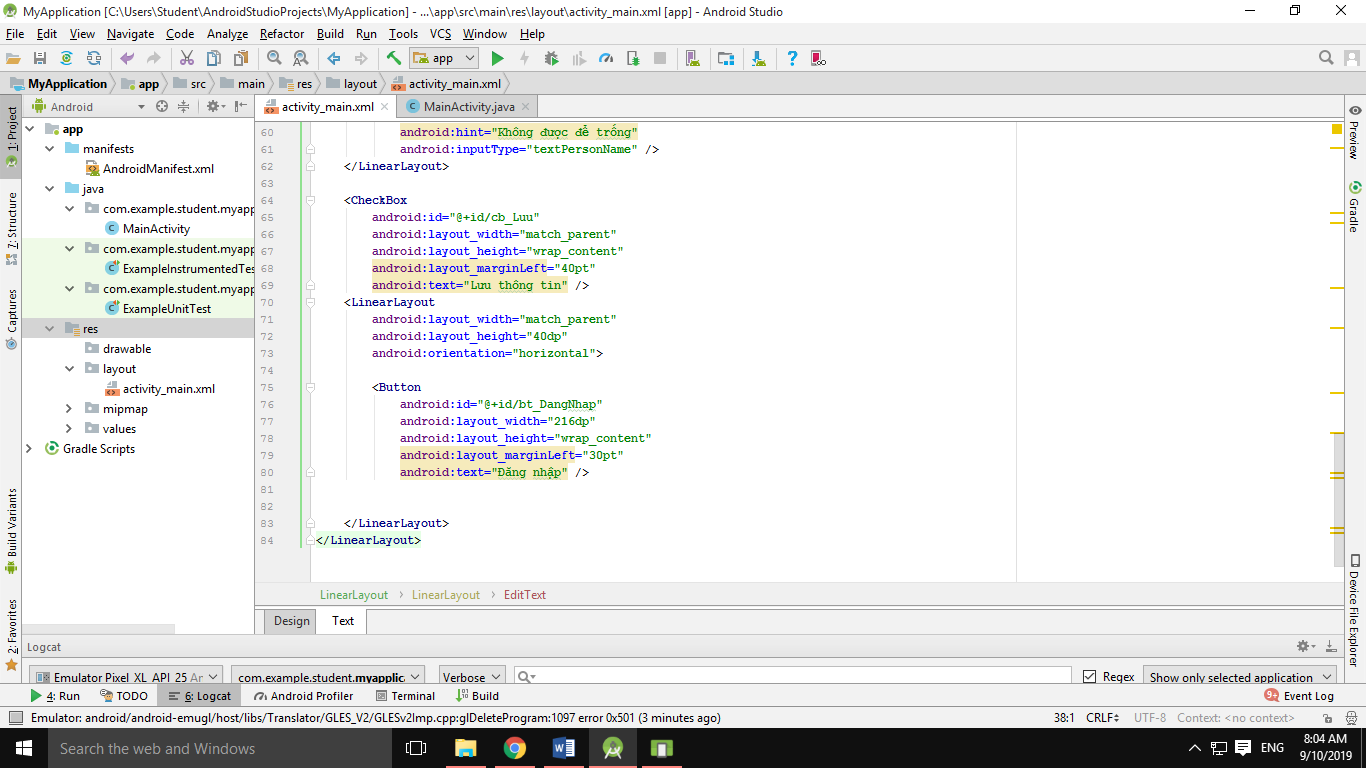 MyApplication [C:\Users\Student\AndroidStudioProjects\MyApplication] - ...\app\src\main\res\layout\activity_main.xml [app] - Android Studio
File Edit View Navigate Code Analyze Refactor Build Run Tools VCS Window Help
app
MyApplication app src main res layout activity_main.xml
Android
activity_main.xml
MainActivity.java
1: Project
7: Structure
Captures
Build Variants
2: Favorites
app
manifests
AndroidManifest.xml
java
com.example.student.myapp
MainActivity
com.example.student.myapp
ExampleInstrumentedTes
com.example.student.myapp
ExampleUnitTest
res
drawable
layout
activity_main.xml
mipmap
values
Gradle Scripts
60 android:hint="Không được để trống"
61 android:inputType="textPersonName" />
62 </LinearLayout>
63
64 <CheckBox
65 android:id="@+id/cb_Luu"
66 android:layout_width="match_parent"
67 android:layout_height="wrap_content"
68 android:layout_marginLeft="40pt"
69 android:text="Lưu thông tin" />
70 <LinearLayout
71 android:layout_width="match_parent"
72 android:layout_height="40dp"
73 android:orientation="horizontal">
74
75 <Button
76 android:id="@+id/bt_DangNhap"
77 android:layout_width="216dp"
78 android:layout_height="wrap_content"
79 android:layout_marginLeft="30pt"
80 android:text="Đăng nhập" />
81
82
83 </LinearLayout>
84 </LinearLayout>
LinearLayout LinearLayout EditText
Design Text
Preview
Gradle
Device File Explorer
Logcat
Emulator Pixel_XL_API_25 An
com.example.student.myapplica
Verbose
Regex
Show only selected application
4: Run TODO 6: Logcat Android Profiler Terminal Build
9+ Event Log
Emulator: android/android-emugl/host/libs/Translator/GLES_V2/GLESv2Imp.cpp:glDeleteProgram:1097 error 0x501 (3 minutes ago)
38:1 CRLF UTF-8 Context: <no context>
Search the web and Windows
ENG
8:04 AM
9/10/2019